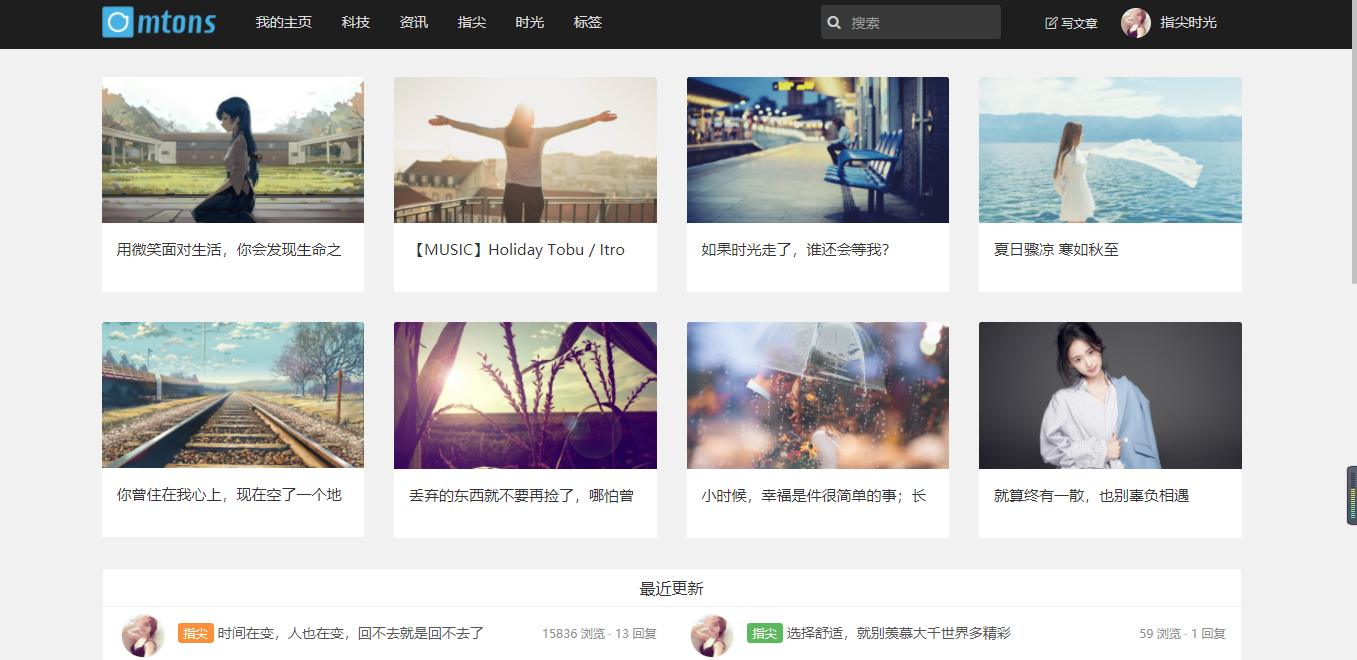 mtons
我的主页 科技 资讯 指尖 时光 标签 搜索 写文章 指尖时光
用微笑面对生活，你会发现生命之
【MUSIC】Holiday Tobu / Itro
如果时光走了，谁还会等我?
夏日骤凉 寒如秋至
你曾住在我心上，现在空了一个地
丢弃的东西就不要再捡了，哪怕曾
小时候，幸福是件很简单的事；长
就算终有一散，也别辜负相遇
最近更新
指尖 时间在变，人也在变，回不去就是回不去了 15836 浏览 · 13 回复
指尖 选择舒适，就别羡慕大千世界多精彩 59 浏览 · 1 回复